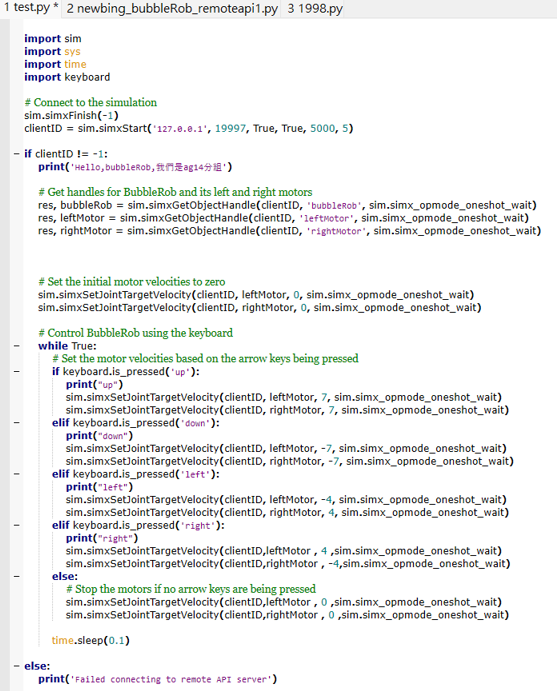 1 test.py * 2 newbing_bubbleRob_remoteapi1.py 3 1998.py
import sim
import sys
import time
import keyboard
# Connect to the simulation
sim.simxFinish(-1)
clientID = sim.simxStart('127.0.0.1', 19997, True, True, 5000, 5)
if clientID != -1:
print('Hello,bubbleRob,我們是ag14分組')
# Get handles for BubbleRob and its left and right motors
res, bubbleRob = sim.simxGetObjectHandle(clientID, 'bubbleRob', sim.simx_opmode_oneshot_wait)
res, leftMotor = sim.simxGetObjectHandle(clientID, 'leftMotor', sim.simx_opmode_oneshot_wait)
res, rightMotor = sim.simxGetObjectHandle(clientID, 'rightMotor', sim.simx_opmode_oneshot_wait)
# Set the initial motor velocities to zero
sim.simxSetJointTargetVelocity(clientID, leftMotor, 0, sim.simx_opmode_oneshot_wait)
sim.simxSetJointTargetVelocity(clientID, rightMotor, 0, sim.simx_opmode_oneshot_wait)
# Control BubbleRob using the keyboard
while True:
# Set the motor velocities based on the arrow keys being pressed
if keyboard.is_pressed('up'):
print("up")
sim.simxSetJointTargetVelocity(clientID, leftMotor, 7, sim.simx_opmode_oneshot_wait)
sim.simxSetJointTargetVelocity(clientID, rightMotor, 7, sim.simx_opmode_oneshot_wait)
elif keyboard.is_pressed('down'):
print("down")
sim.simxSetJointTargetVelocity(clientID, leftMotor, -7, sim.simx_opmode_oneshot_wait)
sim.simxSetJointTargetVelocity(clientID, rightMotor, -7, sim.simx_opmode_oneshot_wait)
elif keyboard.is_pressed('left'):
print("left")
sim.simxSetJointTargetVelocity(clientID, leftMotor, -4, sim.simx_opmode_oneshot_wait)
sim.simxSetJointTargetVelocity(clientID, rightMotor, 4, sim.simx_opmode_oneshot_wait)
elif keyboard.is_pressed('right'):
print("right")
sim.simxSetJointTargetVelocity(clientID,leftMotor , 4 ,sim.simx_opmode_oneshot_wait)
sim.simxSetJointTargetVelocity(clientID,rightMotor , -4,sim.simx_opmode_oneshot_wait)
else:
# Stop the motors if no arrow keys are being pressed
sim.simxSetJointTargetVelocity(clientID,leftMotor , 0 ,sim.simx_opmode_oneshot_wait)
sim.simxSetJointTargetVelocity(clientID,rightMotor , 0 ,sim.simx_opmode_oneshot_wait)
time.sleep(0.1)
else:
print('Failed connecting to remote API server')